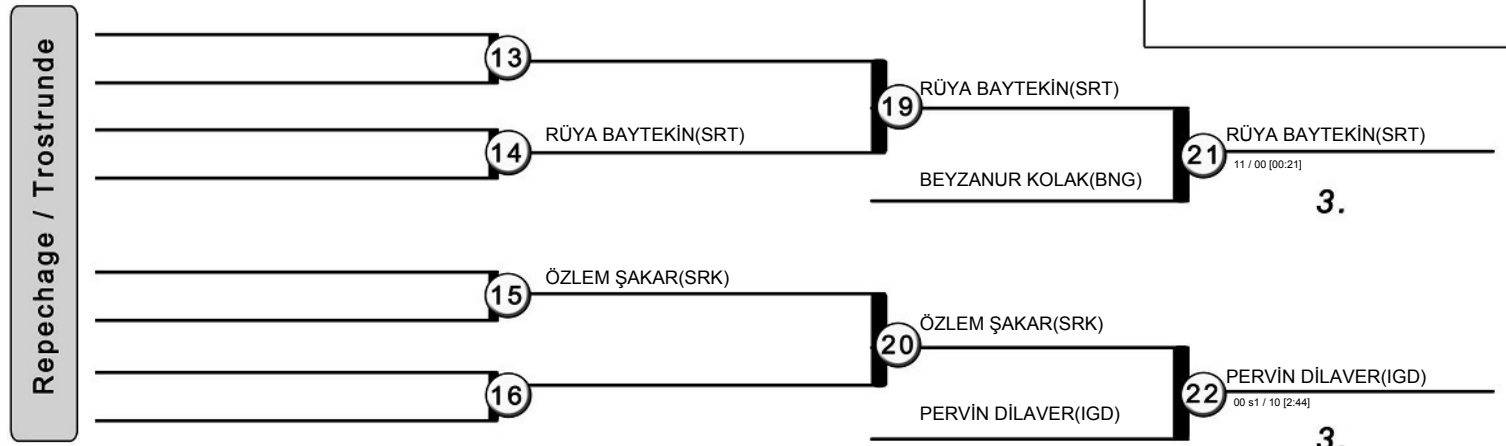 Repechage / Trostrunde
13
RÜYA BAYTEKİN(SRT)
19
RÜYA BAYTEKİN(SRT)
14
21
RÜYA BAYTEKİN(SRT)
11 / 00 [00:21]
BEYZANUR KOLAK(BNG)
3.
ÖZLEM ŞAKAR(SRK)
15
ÖZLEM ŞAKAR(SRK)
20
PERVİN DİLAVER(IGD)
22
00 s1 / 10 [2:44]
16
PERVİN DİLAVER(IGD)
3.